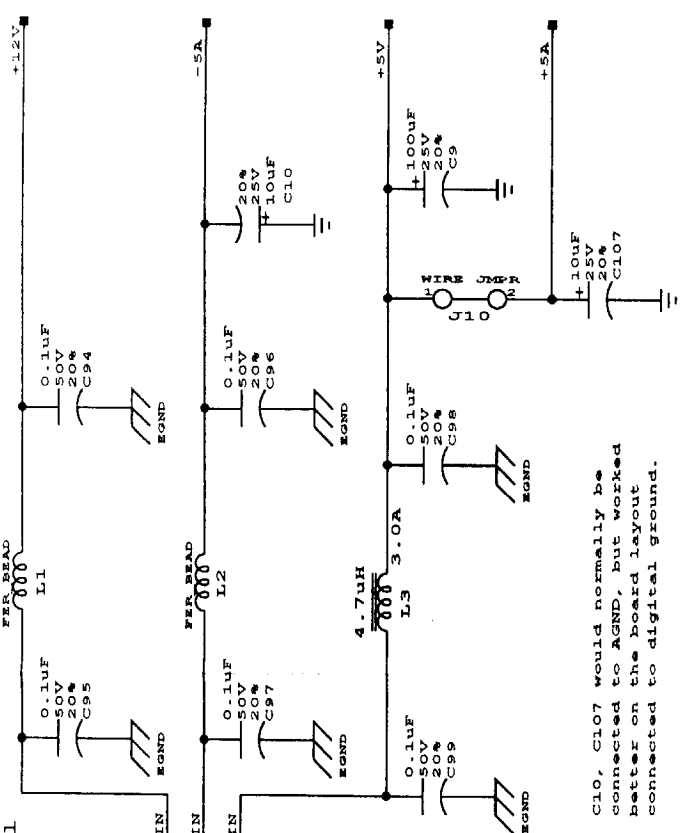 +12V
-5A
+5V
+5A
0.1uF
50V
20%
C94
EGND
20%
25V
10uF
+
C10
0.1uF
50V
20%
C96
EGND
100uF
+
25V
20%
C9
WIRE JMPR
1
2
J10
10uF
+
25V
20%
C107
0.1uF
50V
20%
C98
EGND
FER BEAD
L1
FER BEAD
L2
4.7uH
L3
3.0A
0.1uF
50V
20%
C95
EGND
0.1uF
50V
20%
C97
EGND
0.1uF
50V
20%
C99
EGND
1
IN
IN
IN
C10, C107 would normally be
connected to AGND, but worked
better on the board layout
connected to digital ground.